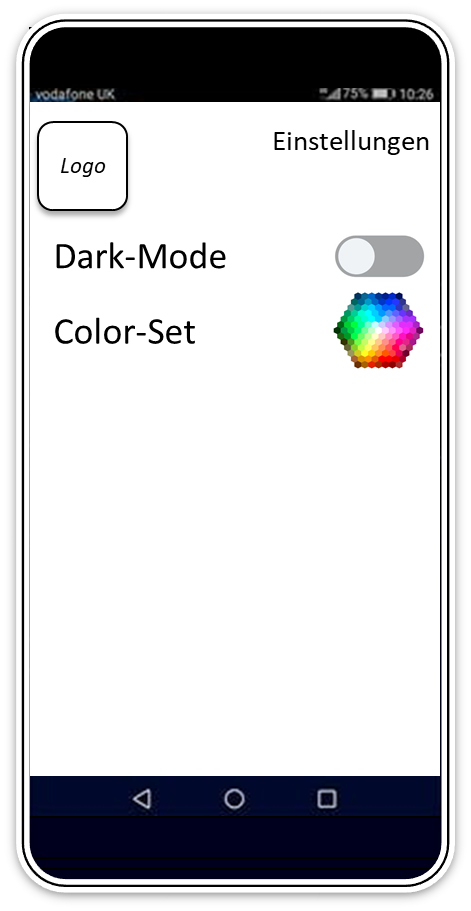 vodafone UK 75% 10:26
Logo
Einstellungen
Dark-Mode
Color-Set